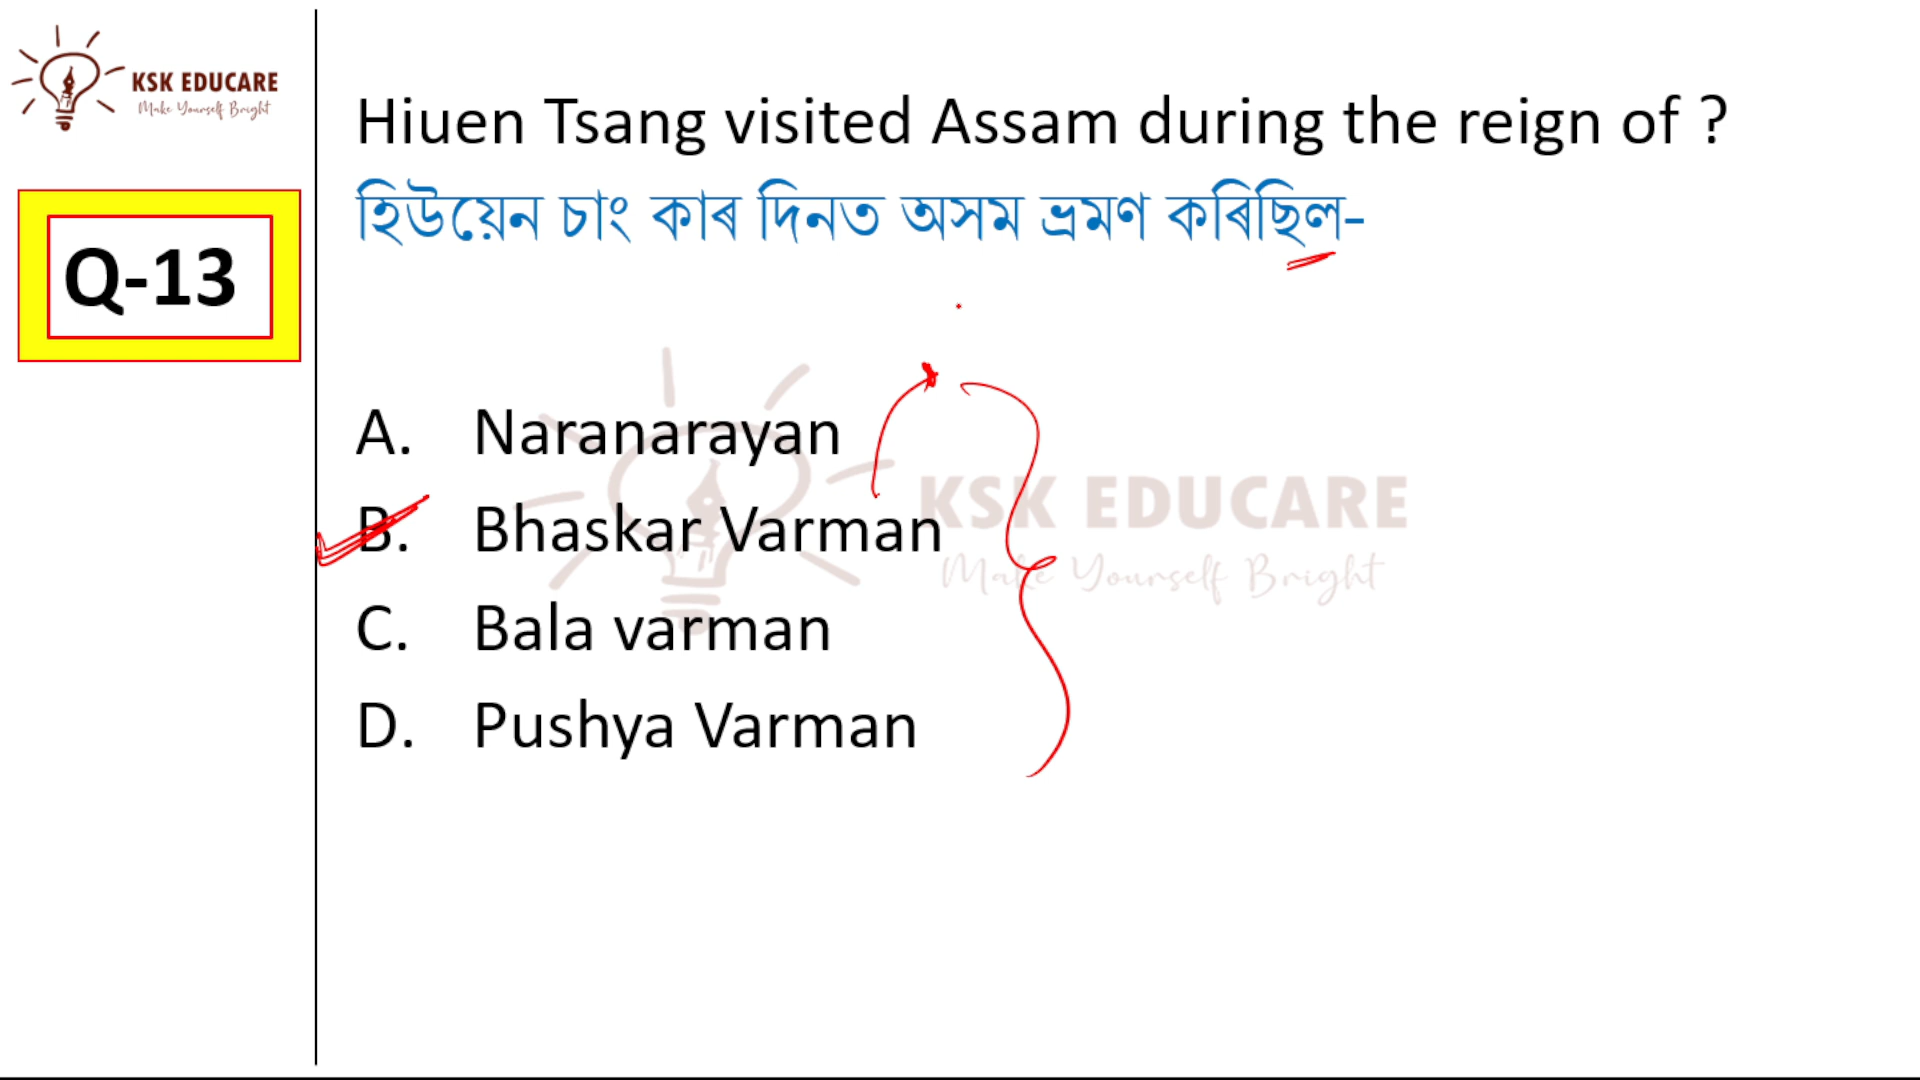 KSK EDUCARE
Make Yourself Bright
Q-13
Hiuen Tsang visited Assam during the reign of ?
হিউয়েন চাং কাৰ দিনত অসম ভ্ৰমণ কৰিছিল-
A. Naranarayan
B. Bhaskar Varman
C. Bala varman
D. Pushya Varman
KSK EDUCARE
Make Yourself Bright